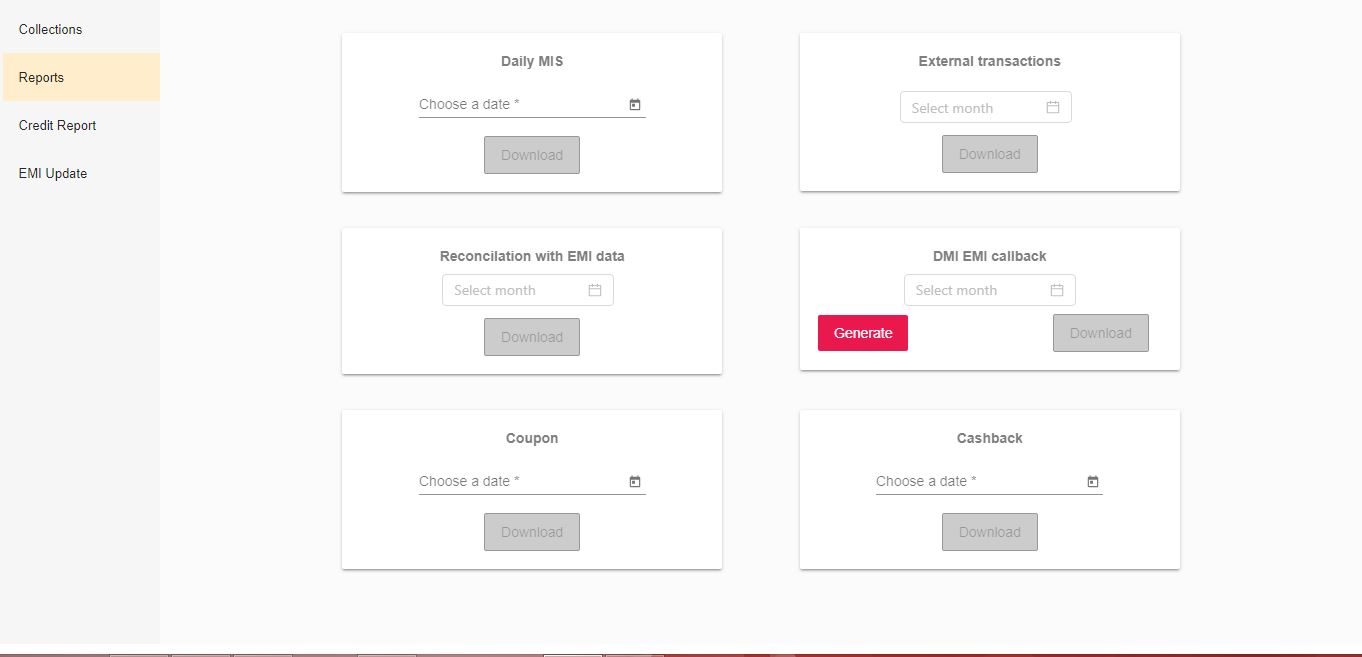 Collections
Reports
Credit Report
EMI Update
Daily MIS
Choose a date *
Download
External transactions
Select month
Download
Reconcilation with EMI data
Select month
Download
DMI EMI callback
Select month
Generate
Download
Coupon
Choose a date *
Download
Cashback
Choose a date *
Download